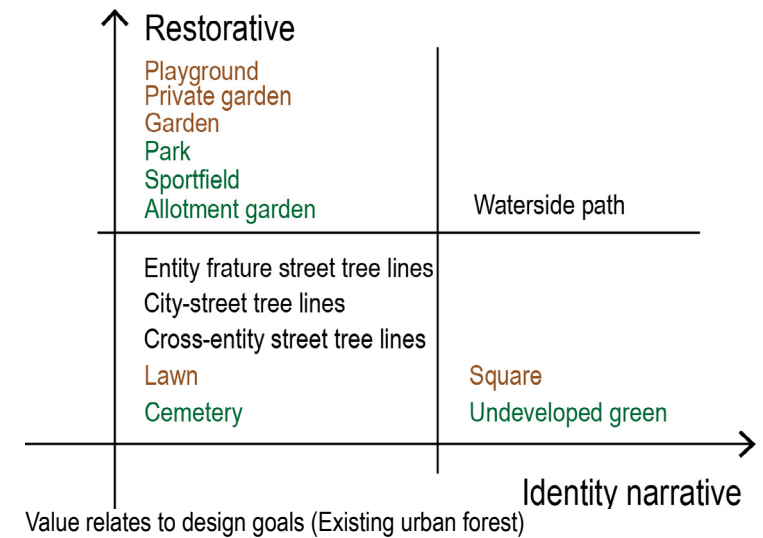 Restorative
Playground
Private garden
Garden
Park
Sportfield
Allotment garden
Waterside path
Entity frature street tree lines
City-street tree lines
Cross-entity street tree lines
Lawn
Square
Cemetery
Undeveloped green
Identity narrative
Value relates to design goals (Existing urban forest)